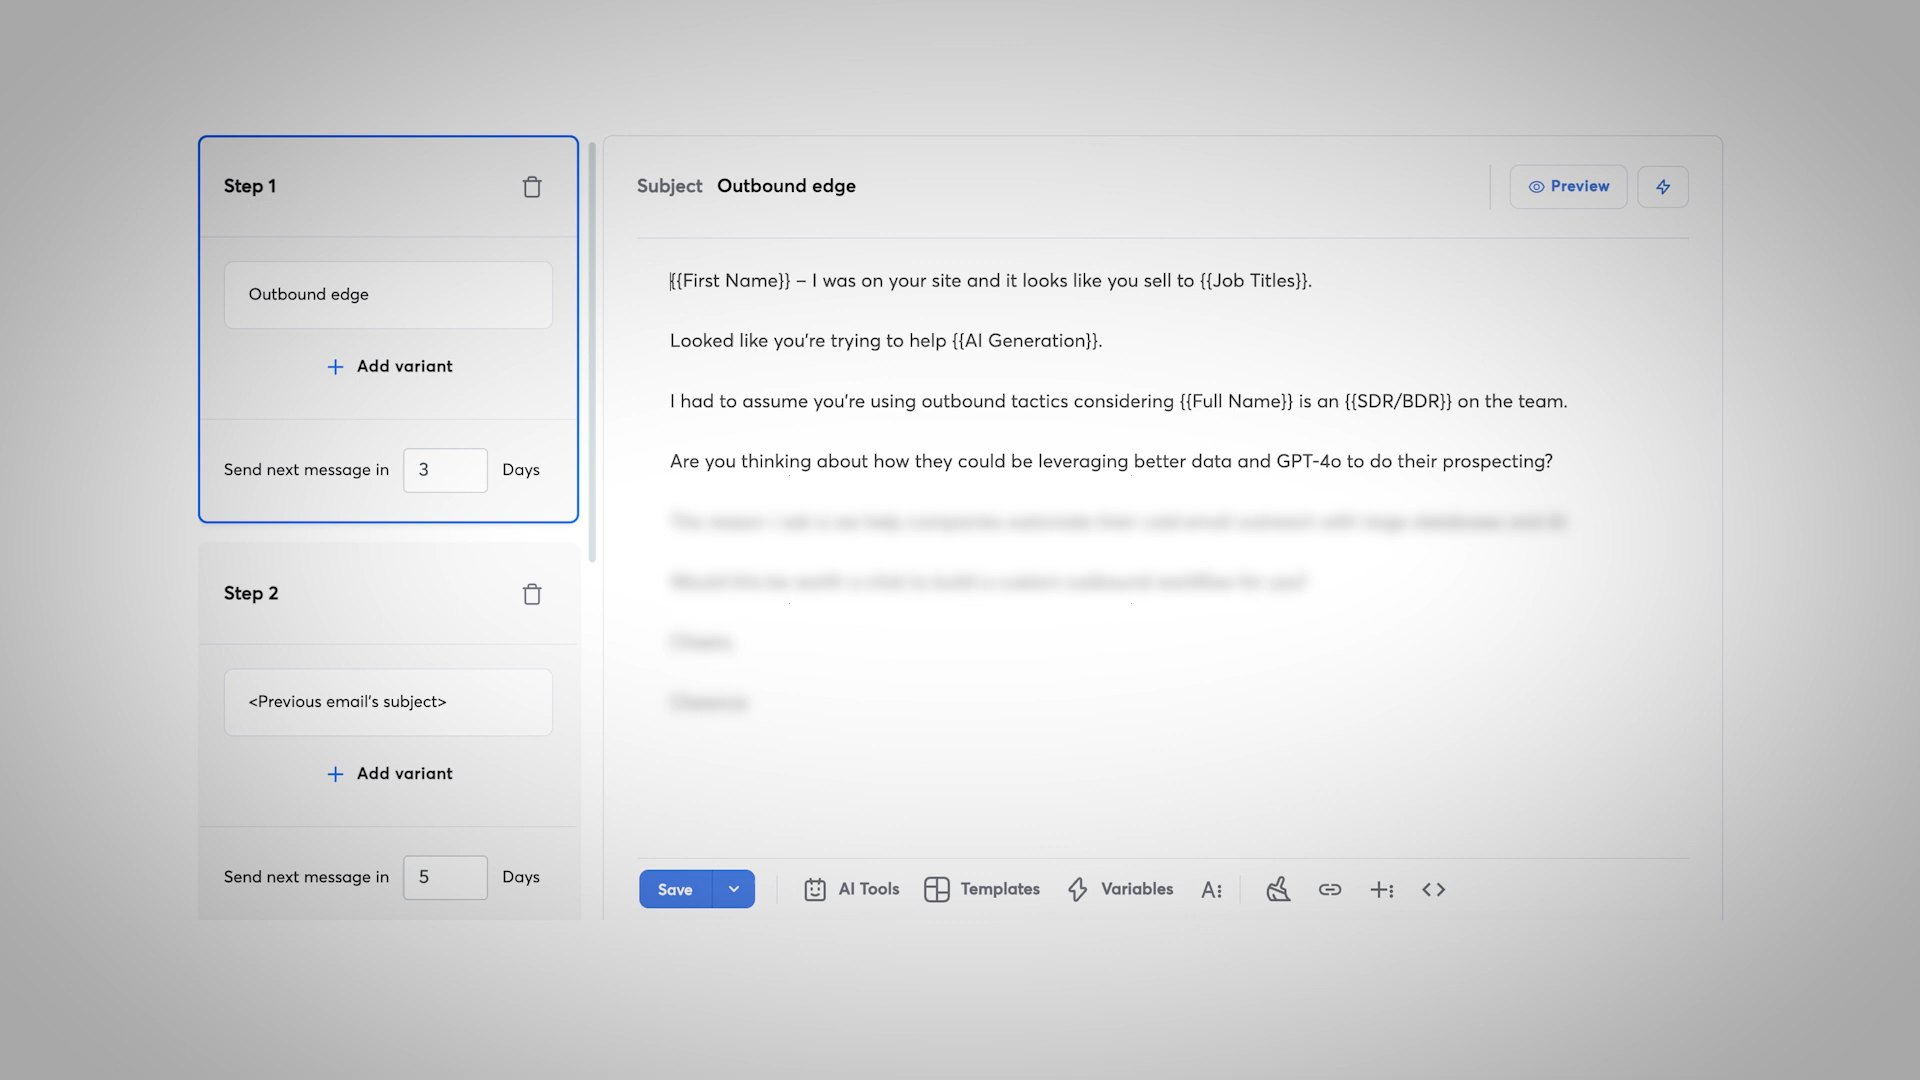 Step 1
Outbound edge
Add variant
Send next message in 3 Days
Step 2
<Previous email's subject>
Add variant
Send next message in 5 Days
Subject Outbound edge
Preview
{{First Name}} – I was on your site and it looks like you sell to {{Job Titles}}.
Looked like you're trying to help {{AI Generation}}.
I had to assume you're using outbound tactics considering {{Full Name}} is an {{SDR/BDR}} on the team.
Are you thinking about how they could be leveraging better data and GPT-4o to do their prospecting?
Save AI Tools Templates Variables A: